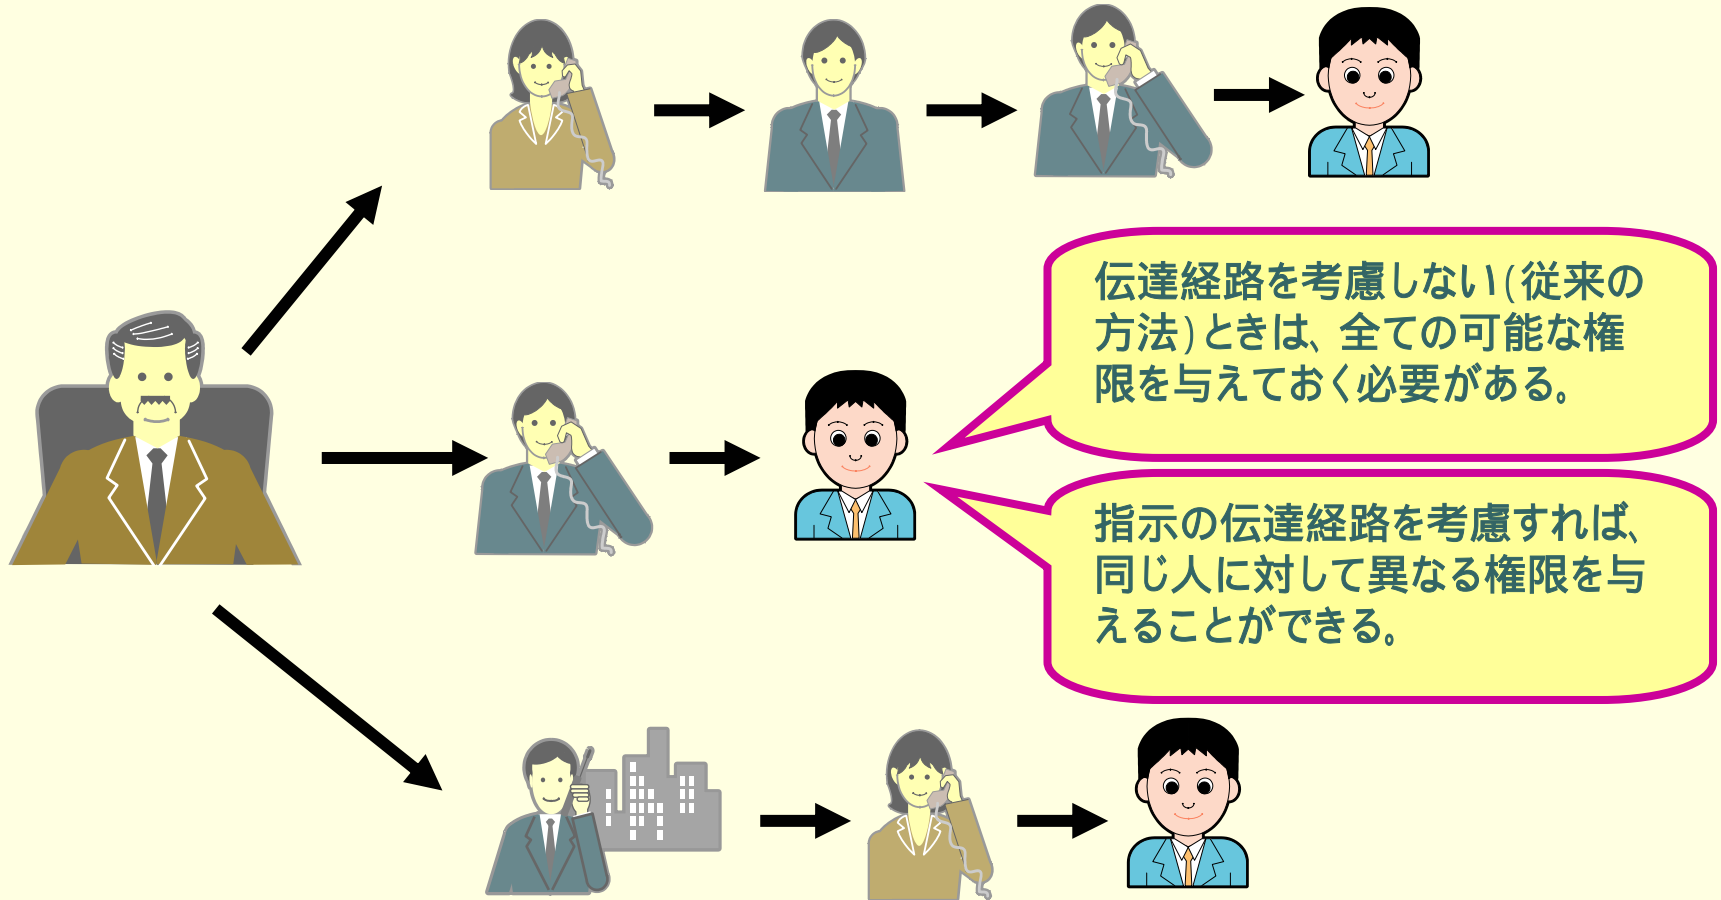 伝達経路を考慮しない(従来の
方法)ときは、全ての可能な権
限を与えておく必要がある。
指示の伝達経路を考慮すれば、
同じ人に対して異なる権限を与
えることができる。